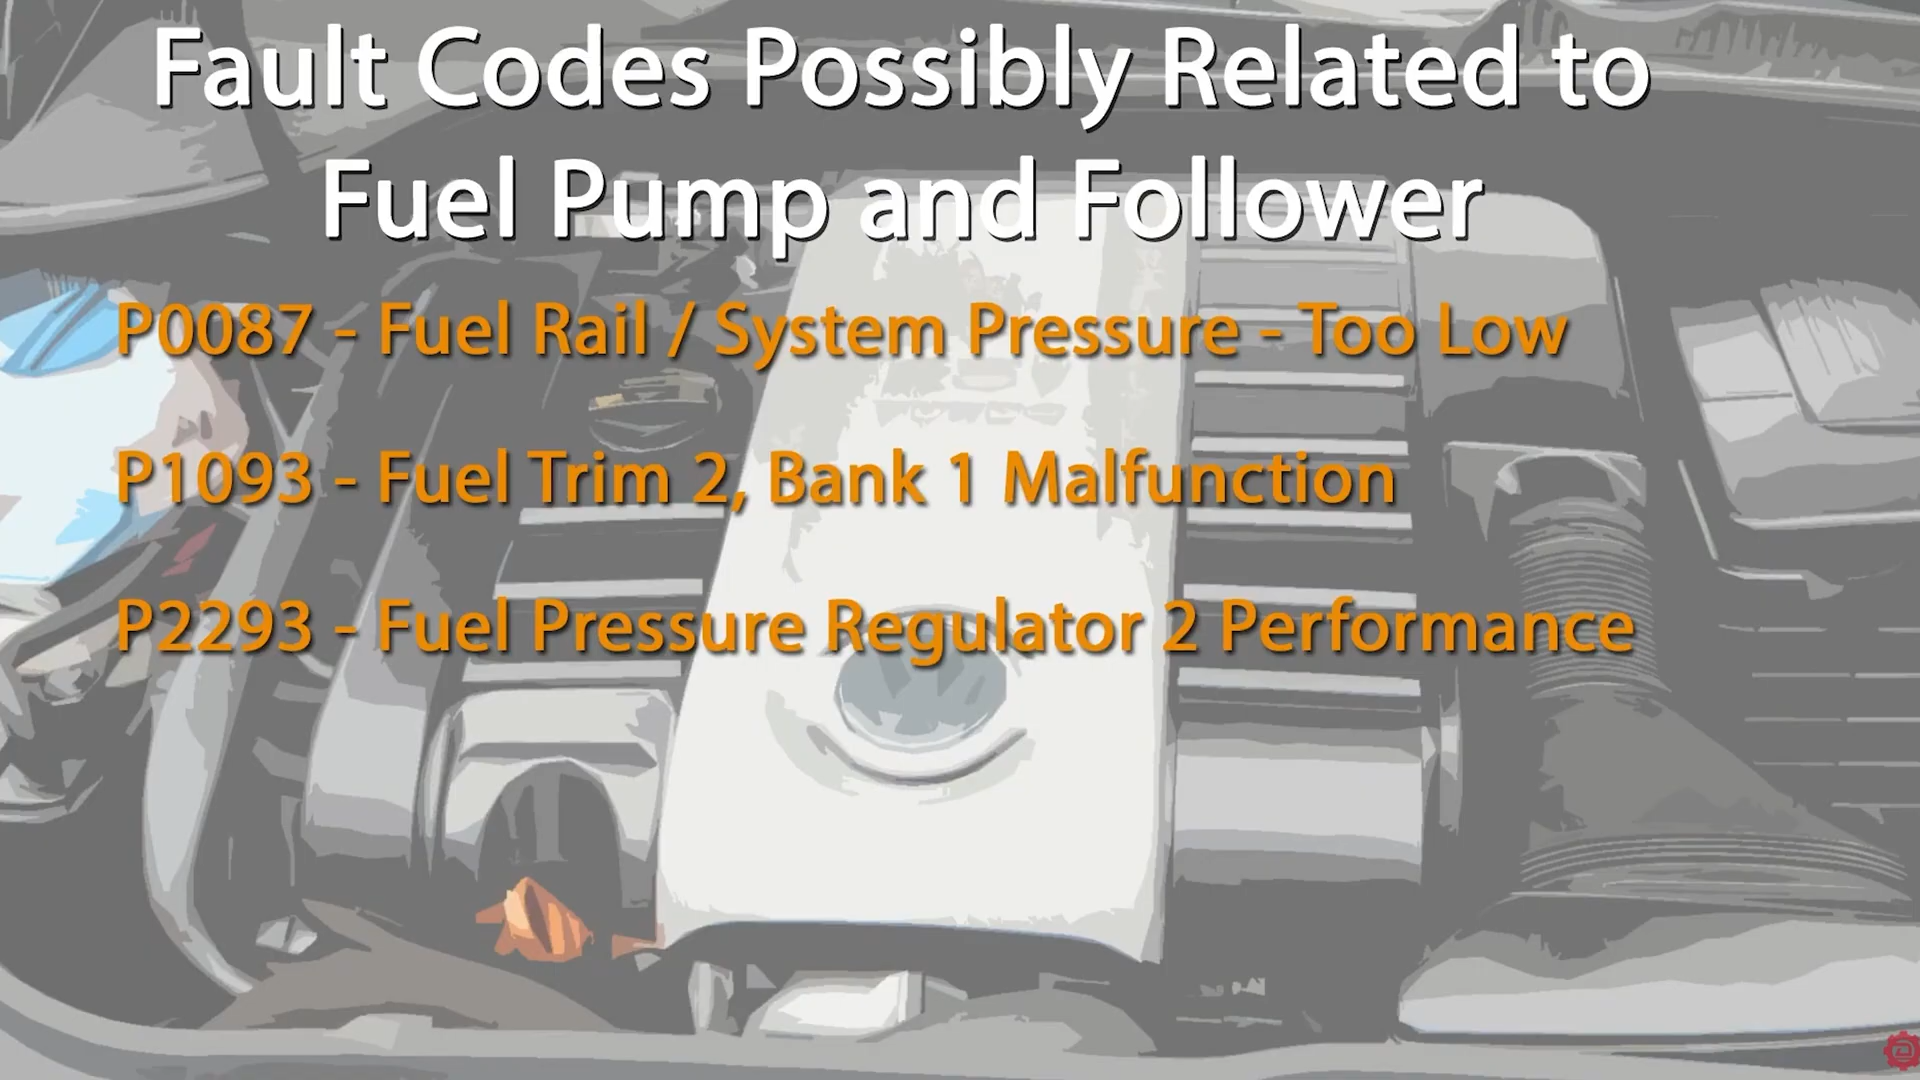 Fault Codes Possibly Related to
Fuel Pump and Follower
P0087 - Fuel Rail / System Pressure - Too Low
P1093 - Fuel Trim 2, Bank 1 Malfunction
P2293 - Fuel Pressure Regulator 2 Performance